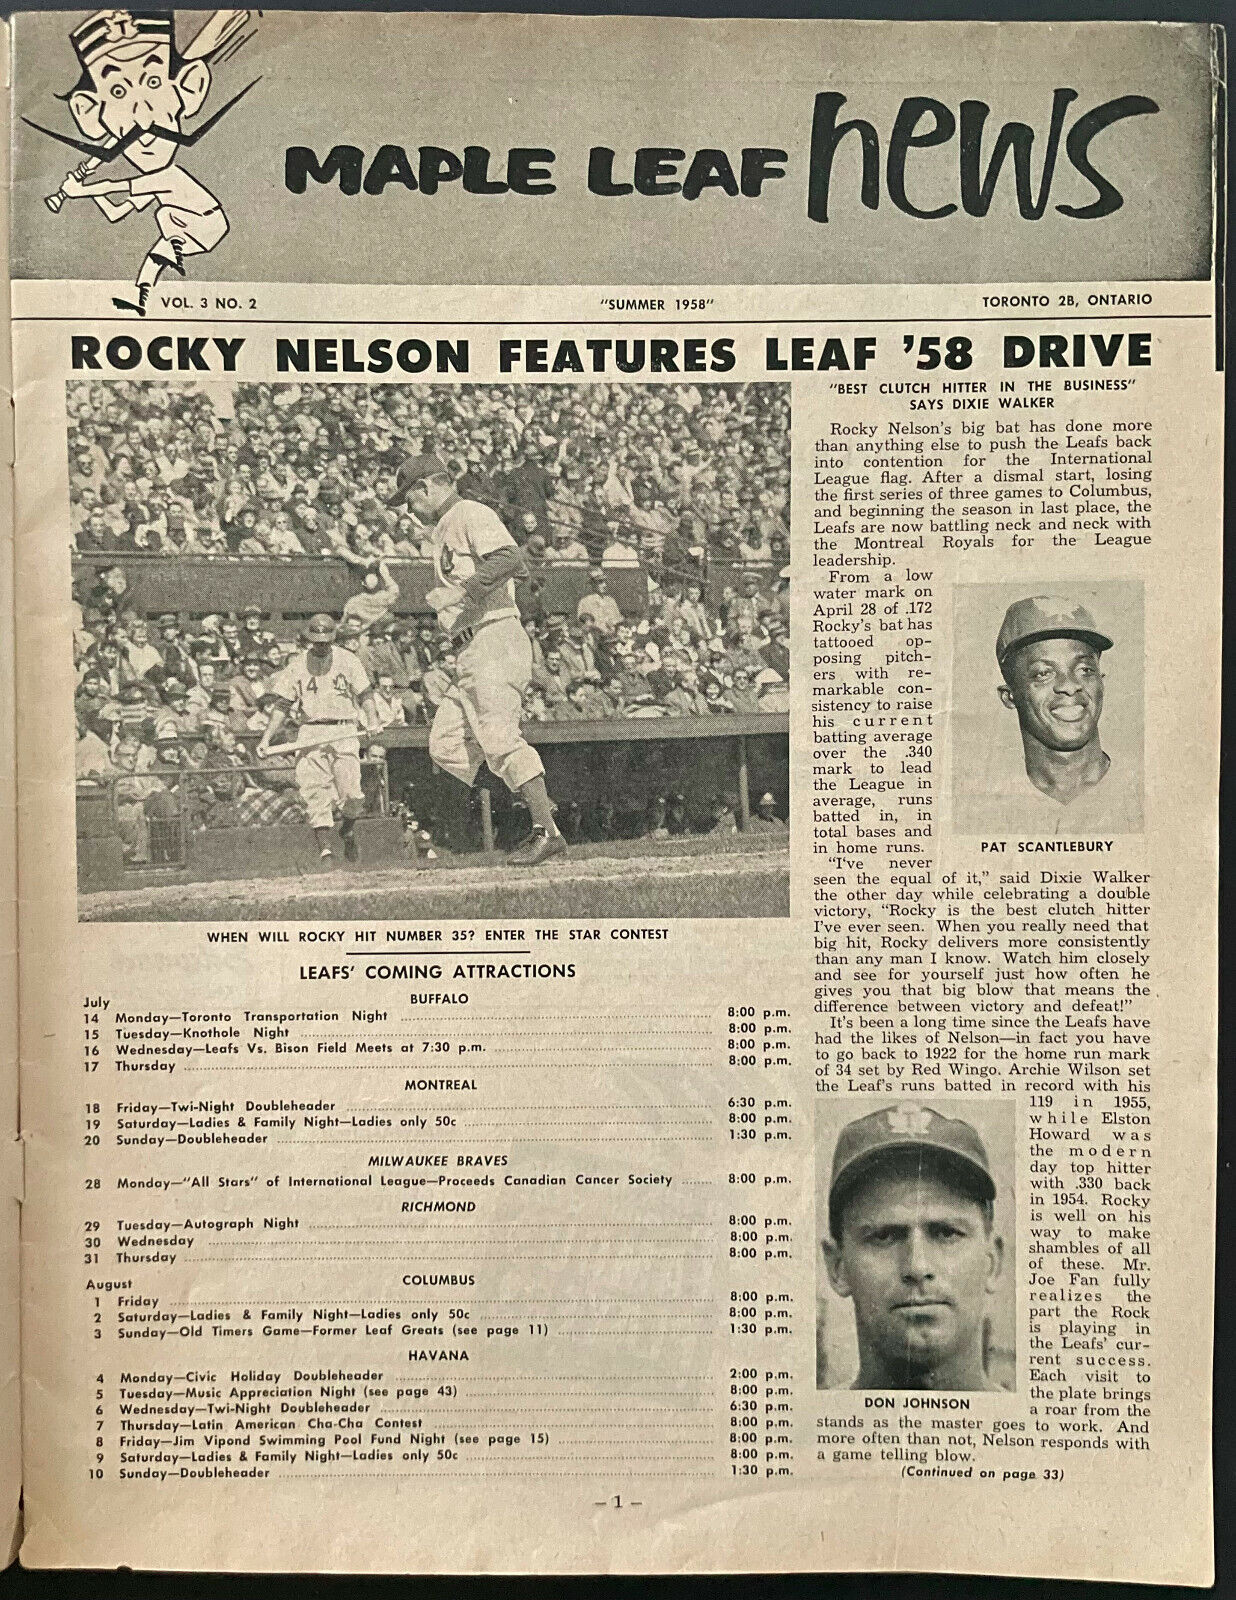 T
MAPLE LEAF news
VOL. 3 NO. 2
"SUMMER 1958"
TORONTO 2B, ONTARIO
ROCKY NELSON FEATURES LEAF '58 DRIVE
14
WHEN WILL ROCKY HIT NUMBER 35? ENTER THE STAR CONTEST
LEAFS' COMING ATTRACTIONS
July
BUFFALO
14 Monday—Toronto Transportation Night 8:00 p.m.
15 Tuesday—Knothole Night 8:00 p.m.
16 Wednesday—Leafs Vs. Bison Field Meets at 7:30 p.m. 8:00 p.m.
17 Thursday 8:00 p.m.
MONTREAL
18 Friday—Twi-Night Doubleheader 6:30 p.m.
19 Saturday—Ladies & Family Night—Ladies only 50c 8:00 p.m.
20 Sunday—Doubleheader 1:30 p.m.
MILWAUKEE BRAVES
28 Monday—"All Stars" of International League—Proceeds Canadian Cancer Society 8:00 p.m.
RICHMOND
29 Tuesday—Autograph Night 8:00 p.m.
30 Wednesday 8:00 p.m.
31 Thursday 8:00 p.m.
August
COLUMBUS
1 Friday 8:00 p.m.
2 Saturday—Ladies & Family Night—Ladies only 50c 8:00 p.m.
3 Sunday—Old Timers Game—Former Leaf Greats (see page 11) 1:30 p.m.
HAVANA
4 Monday—Civic Holiday Doubleheader 2:00 p.m.
5 Tuesday—Music Appreciation Night (see page 43) 8:00 p.m.
6 Wednesday—Twi-Night Doubleheader 6:30 p.m.
7 Thursday—Latin American Cha-Cha Contest 8:00 p.m.
8 Friday—Jim Vipond Swimming Pool Fund Night (see page 15) 8:00 p.m.
9 Saturday—Ladies & Family Night—Ladies only 50c 8:00 p.m.
10 Sunday—Doubleheader 1:30 p.m.
"BEST CLUTCH HITTER IN THE BUSINESS"
SAYS DIXIE WALKER
Rocky Nelson's big bat has done more
than anything else to push the Leafs back
into contention for the International
League flag. After a dismal start, losing
the first series of three games to Columbus,
and beginning the season in last place, the
Leafs are now battling neck and neck with
the Montreal Royals for the League
leadership.
From a low
water mark on
April 28 of .172
Rocky's bat has
tattooed op-
posing pitch-
ers with re-
markable con-
sistency to raise
his current
batting average
over the .340
mark to lead
the League in
average, runs
batted in, in
total bases and
in home runs.
PAT SCANTLEBURY
"I've never
seen the equal of it," said Dixie Walker
the other day while celebrating a double
victory, "Rocky is the best clutch hitter
I've ever seen. When you really need that
big hit, Rocky delivers more consistently
than any man I know. Watch him closely
and see for yourself just how often he
gives you that big blow that means the
difference between victory and defeat!"
It's been a long time since the Leafs have
had the likes of Nelson—in fact you have
to go back to 1922 for the home run mark
of 34 set by Red Wingo. Archie Wilson set
the Leaf's runs batted in record with his
119 in 1955,
while Elston
Howard was
the modern
day top hitter
with .330 back
in 1954. Rocky
is well on his
way to make
shambles of all
of these. Mr.
Joe Fan fully
realizes the
part the Rock
is playing in
the Leafs' cur-
rent success.
Each visit to
the plate brings
a roar from the
T
DON JOHNSON
stands as the master goes to work. And
more often than not, Nelson responds with
a game telling blow.
(Continued on page 33)
– 1 –